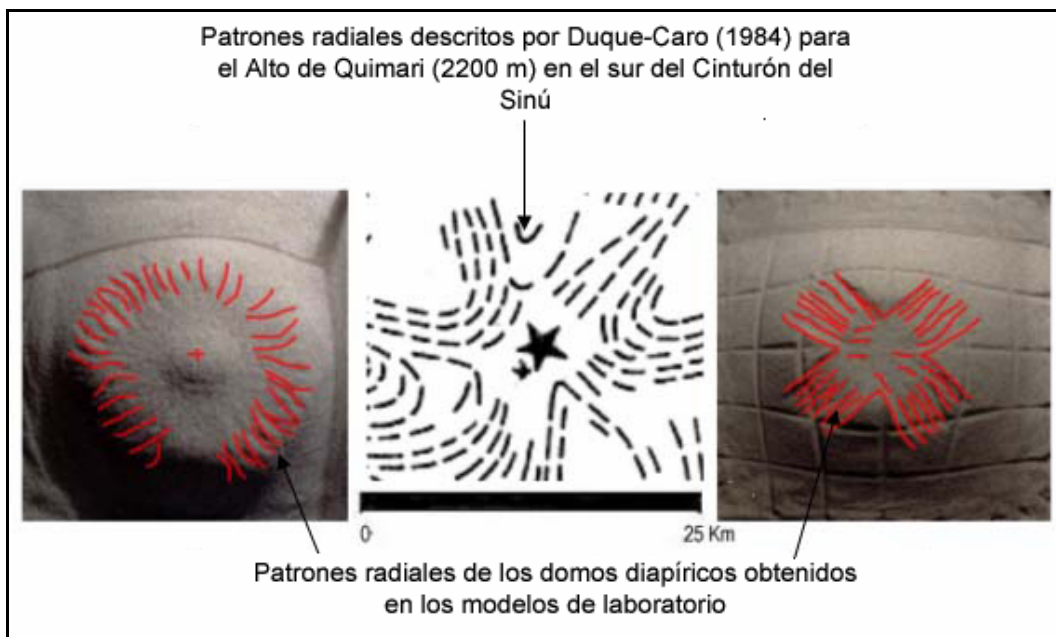 Patrones radiales descritos por Duque-Caro (1984) para
el Alto de Quimari (2200 m) en el sur del Cinturón del
Sinú
0
25 Km
Patrones radiales de los domos diapíricos obtenidos
en los modelos de laboratorio